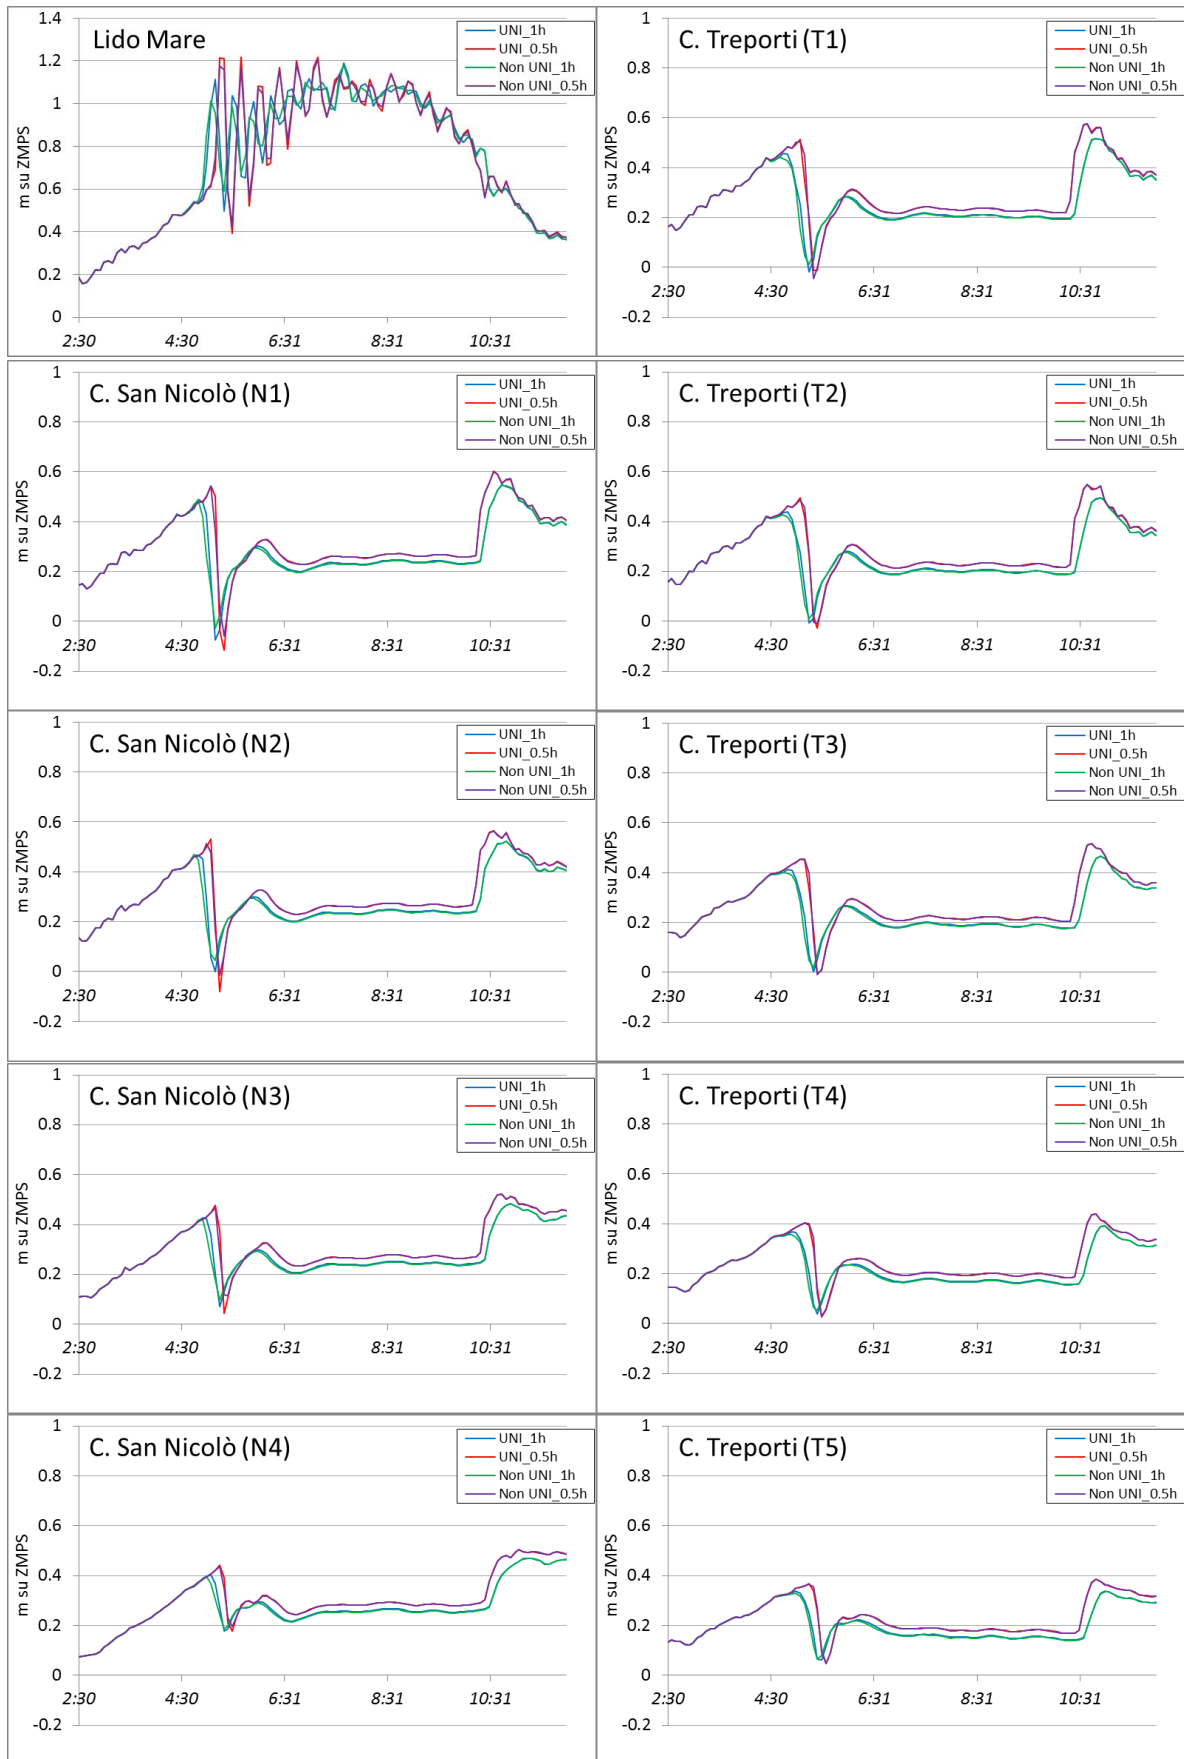 Lido Mare
UNI_1h
UNI_0.5h
Non UNI_1h
Non UNI_0.5h
m su ZMPS
1.4
1.2
1
0.8
0.6
0.4
0.2
0
2:30 4:30 6:31 8:31 10:31
C. Treporti (T1)
UNI_1h
UNI_0.5h
Non UNI_1h
Non UNI_0.5h
m su ZMPS
1
0.8
0.6
0.4
0.2
0
-0.2
2:30 4:30 6:31 8:31 10:31
C. San Nicolò (N1)
UNI_1h
UNI_0.5h
Non UNI_1h
Non UNI_0.5h
m su ZMPS
1
0.8
0.6
0.4
0.2
0
-0.2
2:30 4:30 6:31 8:31 10:31
C. Treporti (T2)
UNI_1h
UNI_0.5h
Non UNI_1h
Non UNI_0.5h
m su ZMPS
1
0.8
0.6
0.4
0.2
0
-0.2
2:30 4:30 6:31 8:31 10:31
C. San Nicolò (N2)
UNI_1h
UNI_0.5h
Non UNI_1h
Non UNI_0.5h
m su ZMPS
1
0.8
0.6
0.4
0.2
0
-0.2
2:30 4:30 6:31 8:31 10:31
C. Treporti (T3)
UNI_1h
UNI_0.5h
Non UNI_1h
Non UNI_0.5h
m su ZMPS
1
0.8
0.6
0.4
0.2
0
-0.2
2:30 4:30 6:31 8:31 10:31
C. San Nicolò (N3)
UNI_1h
UNI_0.5h
Non UNI_1h
Non UNI_0.5h
m su ZMPS
1
0.8
0.6
0.4
0.2
0
-0.2
2:30 4:30 6:31 8:31 10:31
C. Treporti (T4)
UNI_1h
UNI_0.5h
Non UNI_1h
Non UNI_0.5h
m su ZMPS
1
0.8
0.6
0.4
0.2
0
-0.2
2:30 4:30 6:31 8:31 10:31
C. San Nicolò (N4)
UNI_1h
UNI_0.5h
Non UNI_1h
Non UNI_0.5h
m su ZMPS
1
0.8
0.6
0.4
0.2
0
-0.2
2:30 4:30 6:31 8:31 10:31
C. Treporti (T5)
UNI_1h
UNI_0.5h
Non UNI_1h
Non UNI_0.5h
m su ZMPS
1
0.8
0.6
0.4
0.2
0
-0.2
2:30 4:30 6:31 8:31 10:31